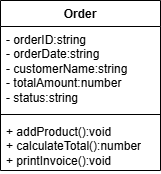 Order
- orderID:string
- orderDate:string
- customerName:string
- totalAmount:number
- status:string
+ addProduct():void
+ calculateTotal():number
+ printInvoice():void